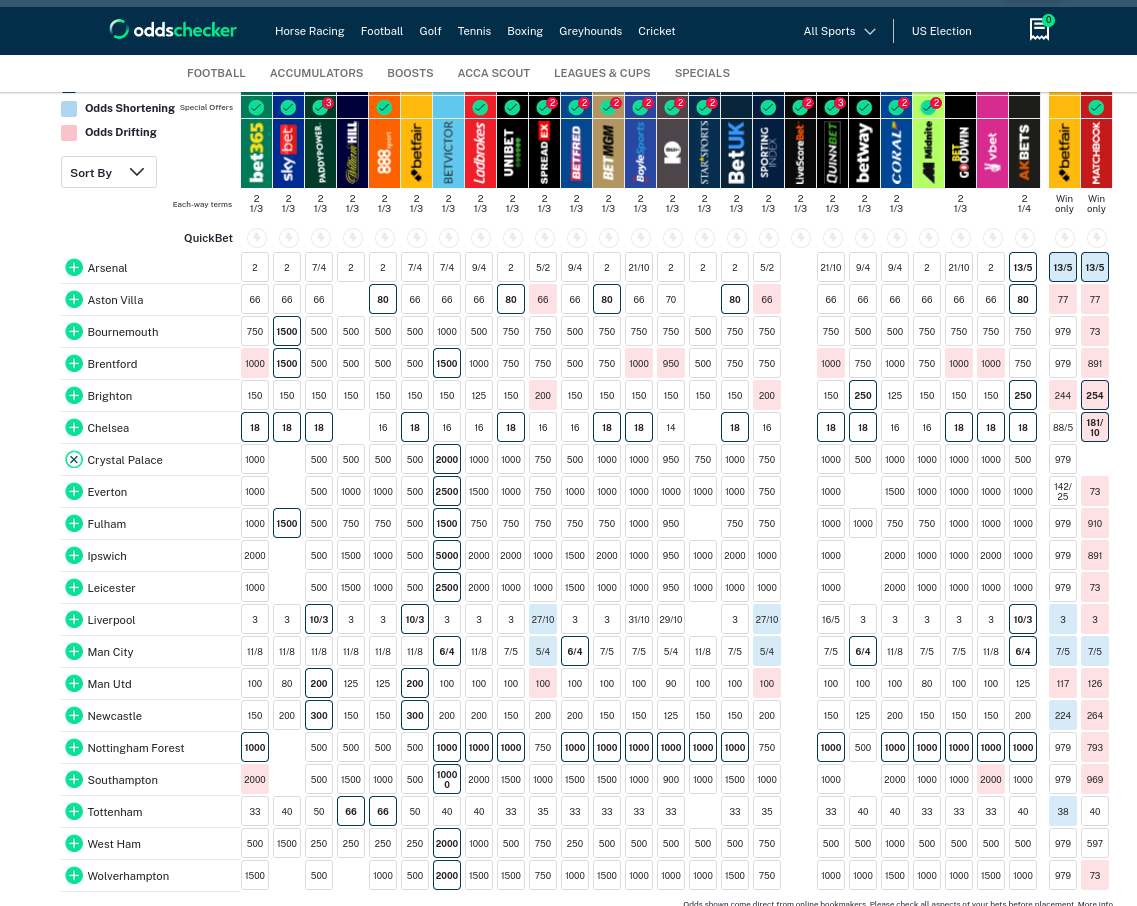 oddschecker Horse Racing Football Golf Tennis Boxing Greyhounds Cricket All Sports US Election 0
FOOTBALL ACCUMULATORS BOOSTS ACCA SCOUT LEAGUES & CUPS SPECIALS
Odds Shortening Special Offers 3 2 2 2 2 2 2 2 3 2 2
Odds Drifting
Sort By
bet365 sky bet PADDYPOWER. William HILL 888sport betfair BETVICTOR Ladbrokes UNIBET SPREADEX BETFRED BETMGM BoyleSports 10 STARSPORTS BetUK SPORTING INDEX LiveScoreBet QUINNBET betway CORAL Midnite BET GOODWIN vbet AKBETS betfair MATCHBOOK
Each-way terms 2 1/3 2 1/3 2 1/3 2 1/3 2 1/3 2 1/3 2 1/3 2 1/3 2 1/3 2 1/3 2 1/3 2 1/3 2 1/3 2 1/3 2 1/3 2 1/3 2 1/3 2 1/3 2 1/3 2 1/3 2 1/3 2 1/3 2 1/4 Win only Win only
QuickBet
Arsenal 2 2 7/4 2 2 7/4 7/4 9/4 2 5/2 9/4 2 21/10 2 2 2 5/2 21/10 9/4 9/4 2 21/10 2 13/5 13/5 13/5
Aston Villa 66 66 66 80 66 66 66 80 66 66 80 66 70 80 66 66 66 66 66 66 66 80 77 77
Bournemouth 750 1500 500 500 500 500 1000 500 750 750 500 750 750 750 500 750 750 750 500 500 750 750 750 750 979 73
Brentford 1000 1500 500 500 500 500 1500 1000 750 750 500 750 1000 950 500 750 750 1000 750 1000 750 1000 1000 750 979 891
Brighton 150 150 150 150 150 150 150 125 150 200 150 150 150 150 150 150 200 150 250 125 150 150 150 250 244 254
Chelsea 18 18 18 16 18 16 16 18 16 16 18 18 14 18 16 18 18 16 16 18 18 18 88/5 181/10
Crystal Palace 1000 500 500 500 500 2000 1000 1000 750 500 1000 1000 950 750 1000 750 1000 500 1000 1000 1000 1000 500 979
Everton 1000 500 1000 1000 500 2500 1500 1000 750 1000 1000 1000 1000 1000 1000 750 1000 1500 1000 1000 1000 1000 142/25 73
Fulham 1000 1500 500 750 750 500 1500 750 750 750 750 750 1000 950 750 750 1000 1000 750 750 1000 1000 1000 979 910
Ipswich 2000 500 1500 1000 500 5000 2000 2000 1000 1500 2000 1000 950 1000 2000 1000 1000 2000 1000 1000 2000 1000 979 891
Leicester 1000 500 1500 1000 500 2500 2000 1000 1000 1500 1000 1000 950 1000 1000 1000 1000 2000 1000 1000 1000 1000 979 73
Liverpool 3 3 10/3 3 3 10/3 3 3 3 27/10 3 3 31/10 29/10 3 27/10 16/5 3 3 3 3 3 10/3 3 3
Man City 11/8 11/8 11/8 11/8 11/8 11/8 6/4 11/8 7/5 5/4 6/4 7/5 7/5 5/4 11/8 7/5 5/4 7/5 6/4 11/8 7/5 7/5 11/8 6/4 7/5 7/5
Man Utd 100 80 200 125 125 200 100 100 100 100 100 100 100 90 100 100 100 100 100 100 80 100 100 125 117 126
Newcastle 150 200 300 150 150 300 200 200 150 200 200 150 150 125 150 150 200 150 125 200 150 150 150 200 224 264
Nottingham Forest 1000 500 500 500 500 1000 1000 1000 750 1000 1000 1000 1000 1000 1000 750 1000 500 1000 1000 1000 1000 1000 979 793
Southampton 2000 500 1500 1000 500 10000 2000 1500 1000 1500 1500 1000 900 1000 1500 1000 1000 2000 1000 1000 2000 1000 979 969
Tottenham 33 40 50 66 66 50 40 40 33 35 33 33 33 33 33 35 33 40 40 33 33 33 40 38 40
West Ham 500 1500 250 250 250 250 2000 1000 500 750 250 500 500 500 500 500 750 500 500 1000 500 500 500 500 979 597
Wolverhampton 1500 500 1000 500 2000 1500 1500 750 1000 1500 1000 1000 1000 1500 750 1000 1000 1500 1000 1000 1500 1000 979 73
Odds shown come direct from online bookmakers. Please check all aspects of your bets before placement. More info